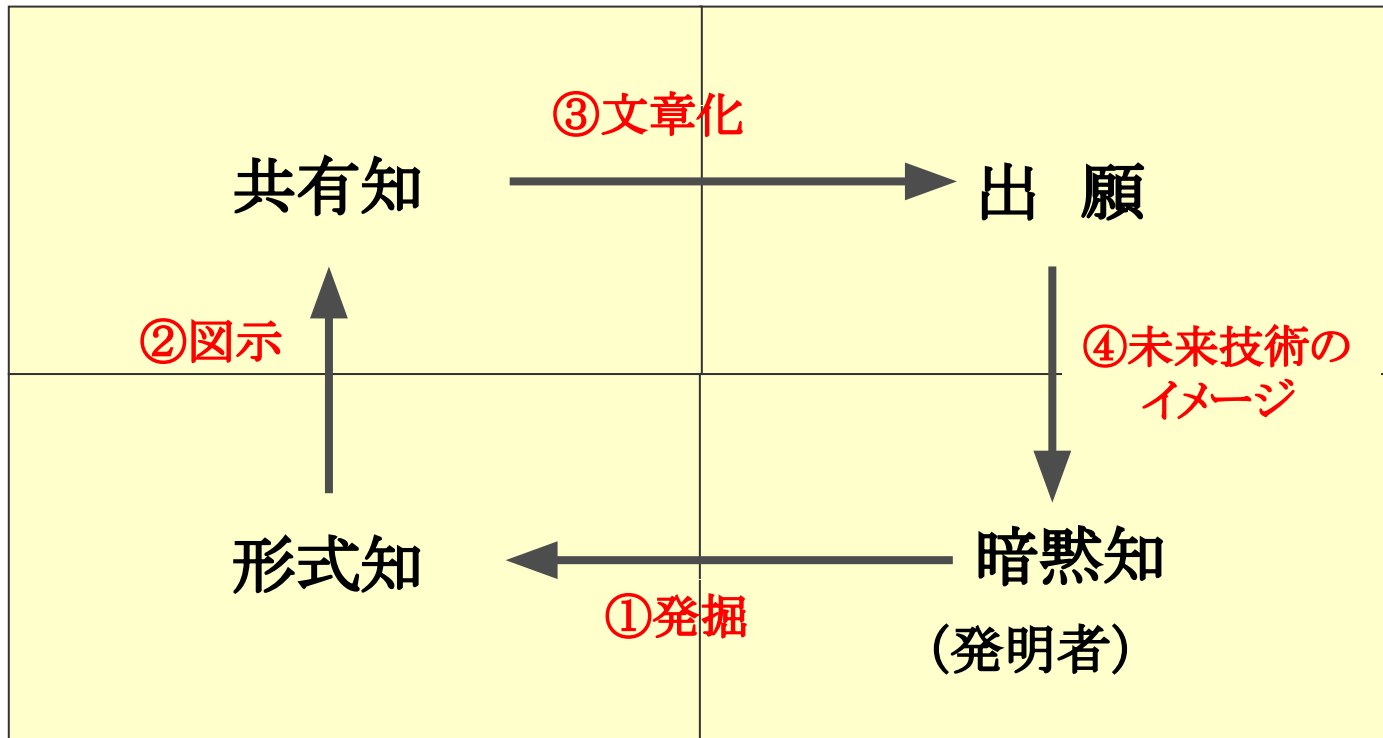 ③文章化
共有知
出 願
②図示
④未来技術の
イメージ
形式知
暗黙知
①発掘
(発明者)